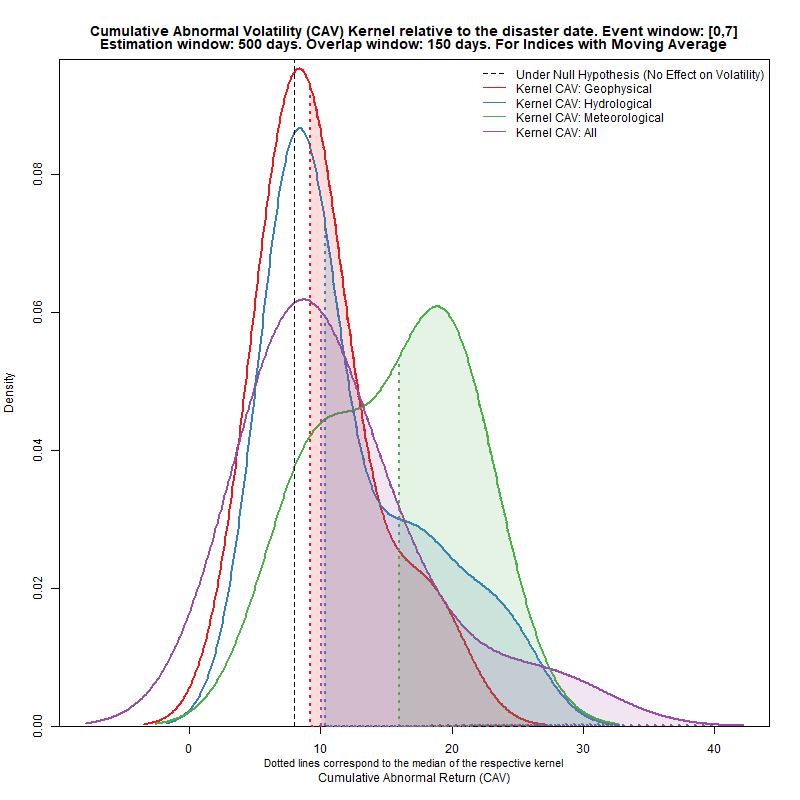 Cumulative Abnormal Volatility (CAV) Kernel relative to the disaster date. Event window: [0,7]
Estimation window: 500 days. Overlap window: 150 days. For Indices with Moving Average
Under Null Hypothesis (No Effect on Volatility)
Kernel CAV: Geophysical
Kernel CAV: Hydrological
Kernel CAV: Meteorological
Kernel CAV: All
Density
0.08
0.06
0.04
0.02
0.00
0 10 20 30 40
Dotted lines correspond to the median of the respective kernel
Cumulative Abnormal Return (CAV)